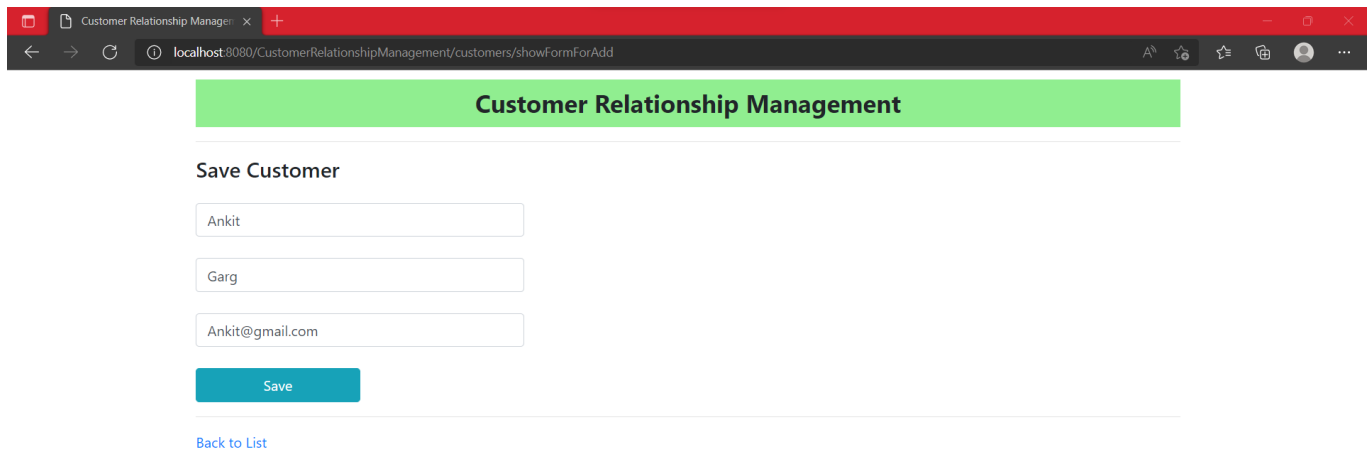 Customer Relationship Managem
localhost:8080/CustomerRelationshipManagement/customers/showFormForAdd
Customer Relationship Management
Save Customer
Ankit
Garg
Ankit@gmail.com
Save
Back to List